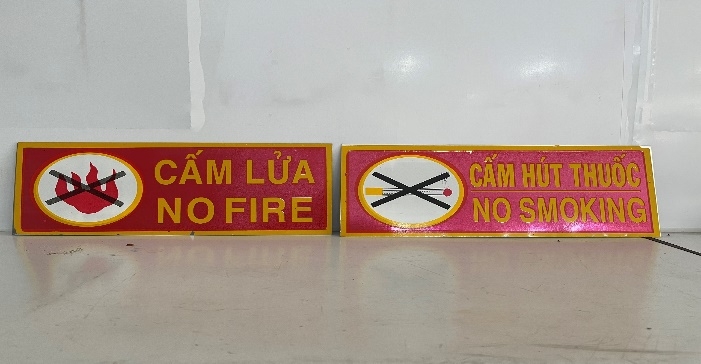 CẤM LỬA
NO FIRE
CẤM HÚT THUỐC
NO SMOKING